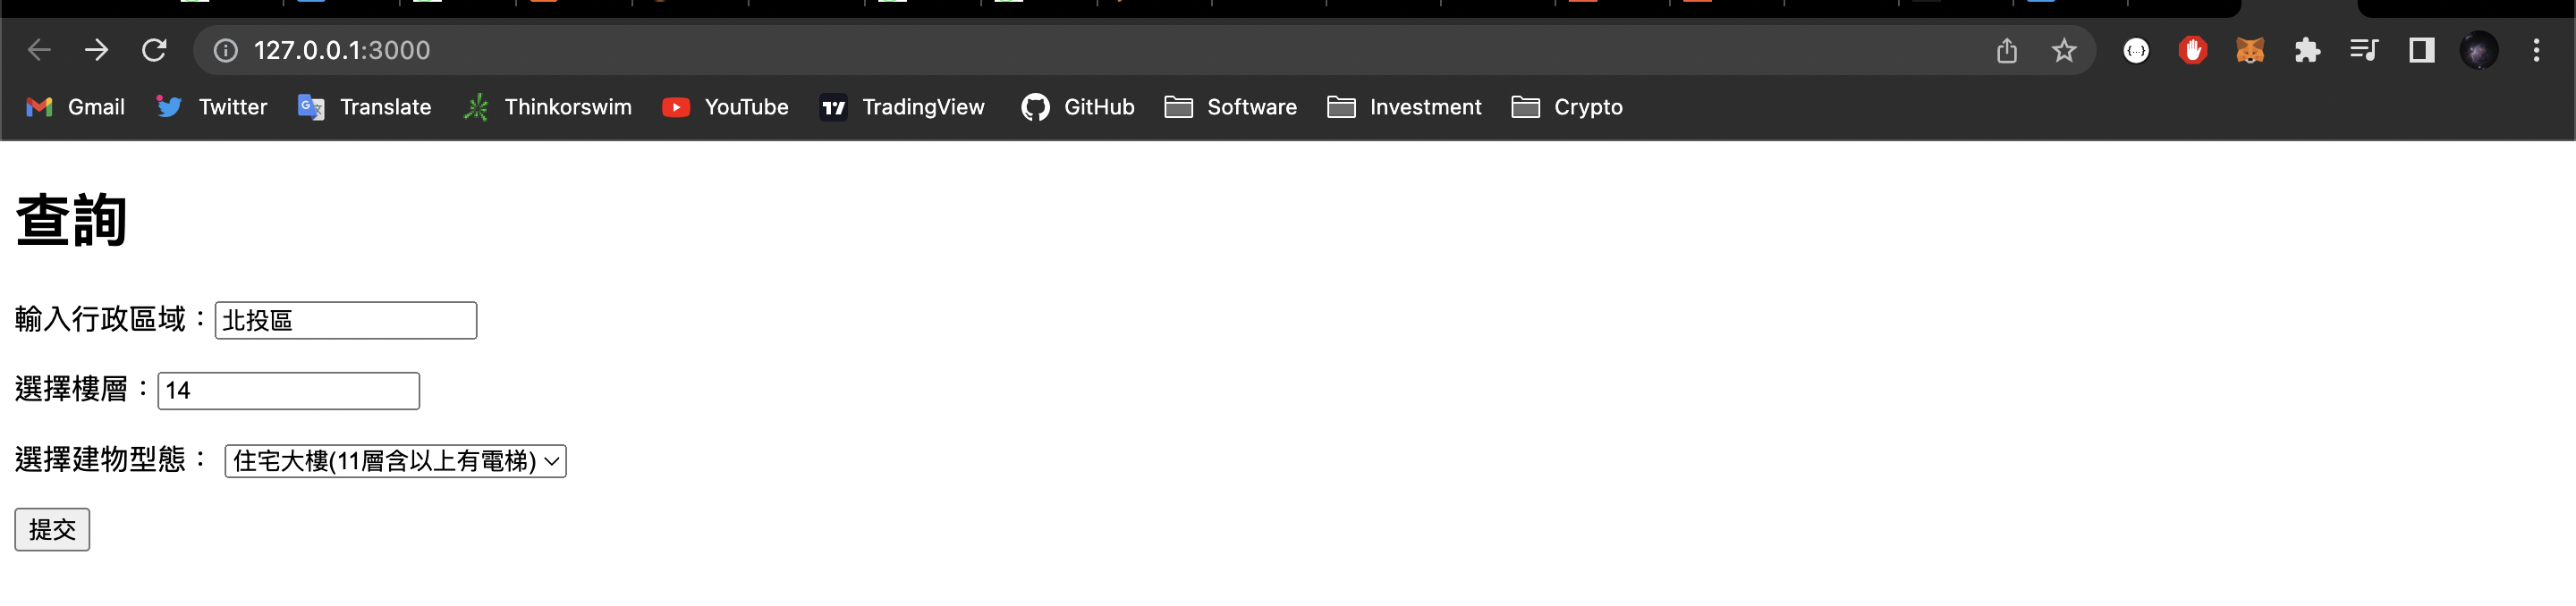 127.0.0.1:3000
Gmail Twitter Translate Thinkorswim YouTube TradingView GitHub Software Investment Crypto
查詢
輸入行政區域：北投區
選擇樓層：14
選擇建物型態： 住宅大樓(11層含以上有電梯)
提交